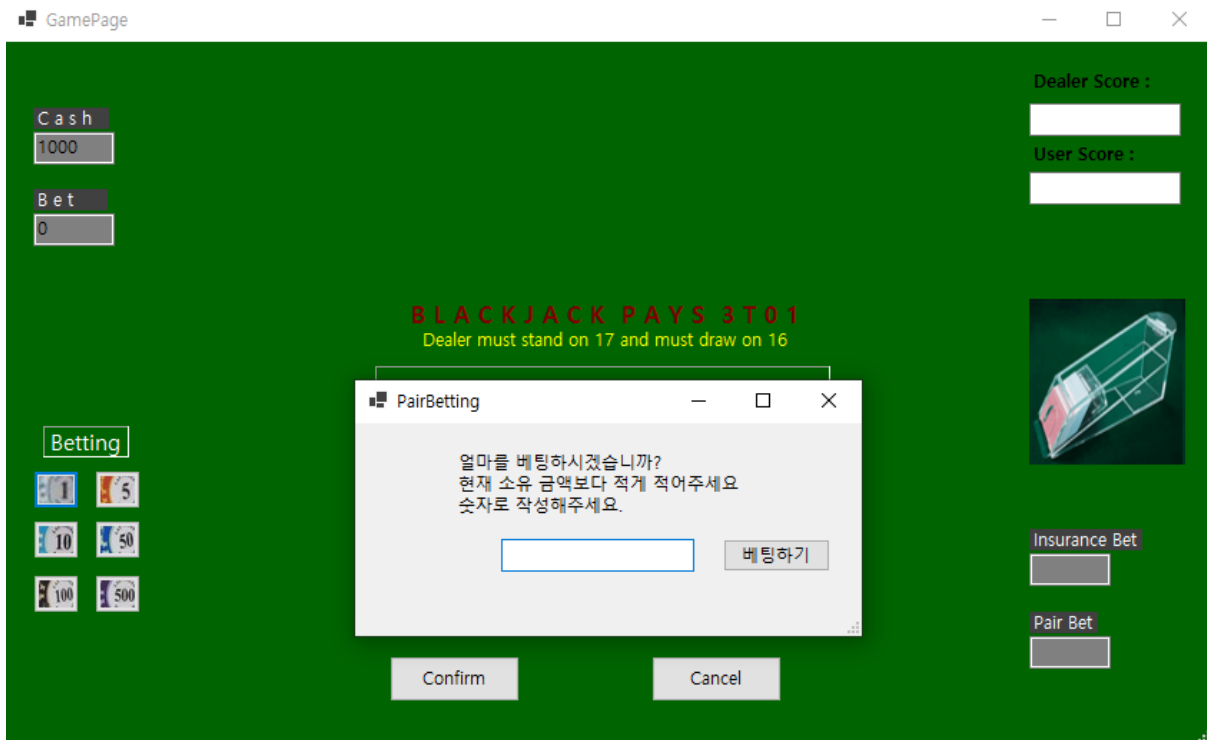 GamePage
Cash
1000
Bet
0
Dealer Score :
User Score :
BLACKJACK PAYS 3T01
Dealer must stand on 17 and must draw on 16
PairBetting
얼마를 베팅하시겠습니까?
현재 소유 금액보다 적게 적어주세요
숫자로 작성해주세요.
베팅하기
Betting
1
5
10
50
100
500
Insurance Bet
Pair Bet
Confirm
Cancel